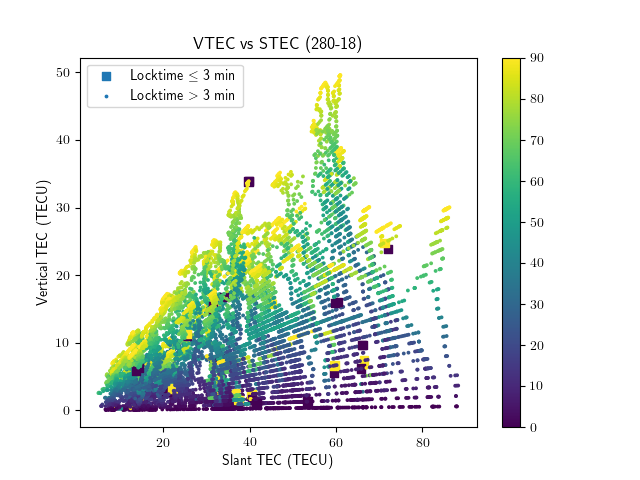 VTEC vs STEC (280-18)
Locktime ≤ 3 min
Locktime > 3 min
Vertical TEC (TECU)
50
40
30
20
10
0
20 40 60 80
Slant TEC (TECU)
90
80
70
60
50
40
30
20
10
0